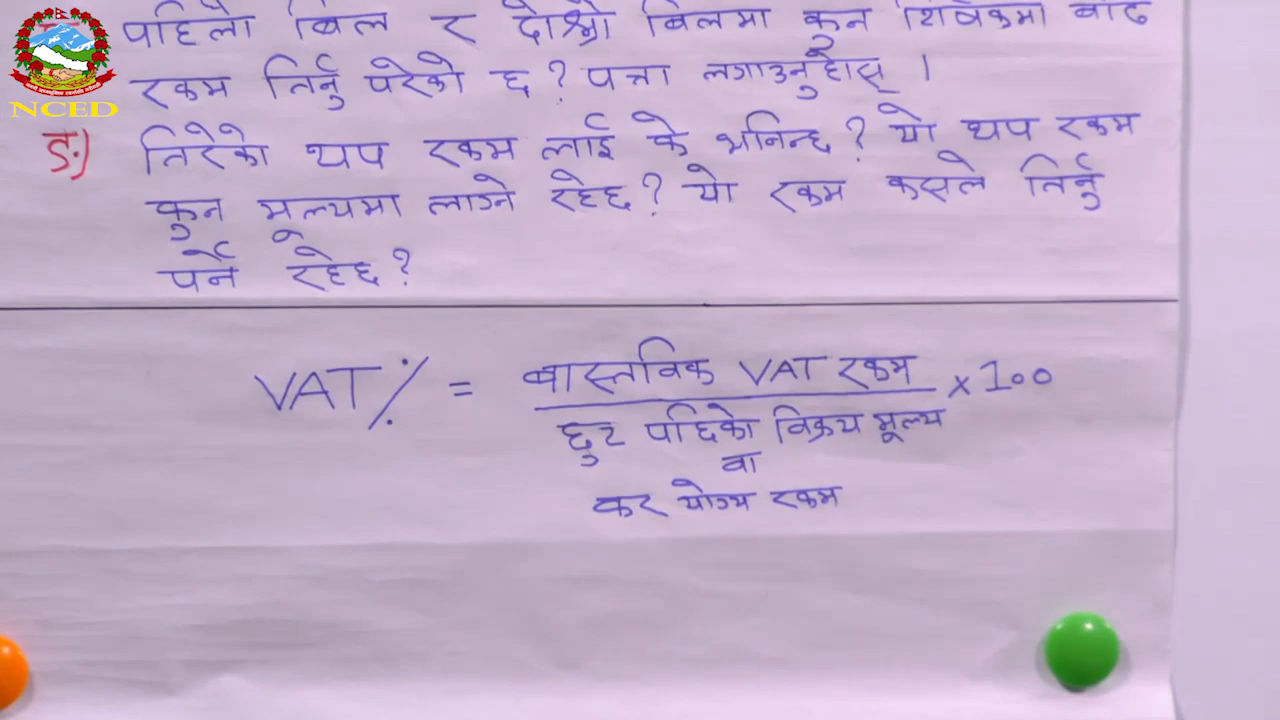 पहिलो बिल र दोश्रो बिलमा कुन शिर्षकमा बढि
रकम तिर्नु परेको छ? पत्ता लगाउनुहोस् ।
NCED
ङ.) तिरेको थप रकम लाई के भनिन्छ? यो थप रकम
कुन मूल्यमा लाग्ने रहेछ? यो रकम कसले तिर्नु
पर्ने रहेछ?
VAT % = वास्तविक VAT रकम × 100
छुट पछिको विक्रय मूल्य
वा
कर योग्य रकम